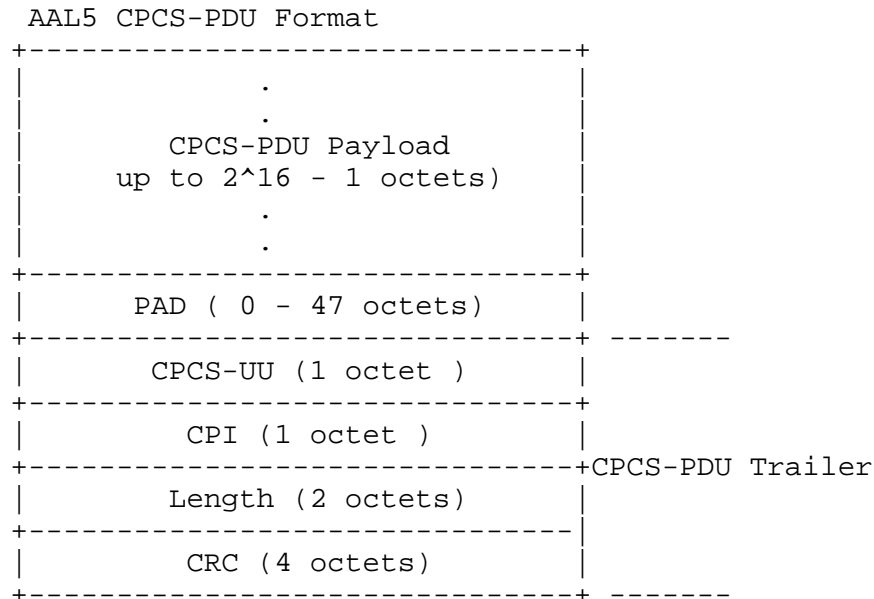 AAL5 CPCS-PDU Format
+-------------------------------+
|               .               |
|               .               |
|        CPCS-PDU Payload       |
|     up to 2^16 - 1 octets)    |
|               .               |
|               .               |
+-------------------------------+
|      PAD ( 0 - 47 octets)     |
+-------------------------------+ -------
|       CPCS-UU (1 octet )      |
+-------------------------------+
|         CPI (1 octet )        |
+-------------------------------+CPCS-PDU Trailer
|        Length (2 octets)      |
+-------------------------------|
|         CRC (4 octets)        |
+-------------------------------+ -------